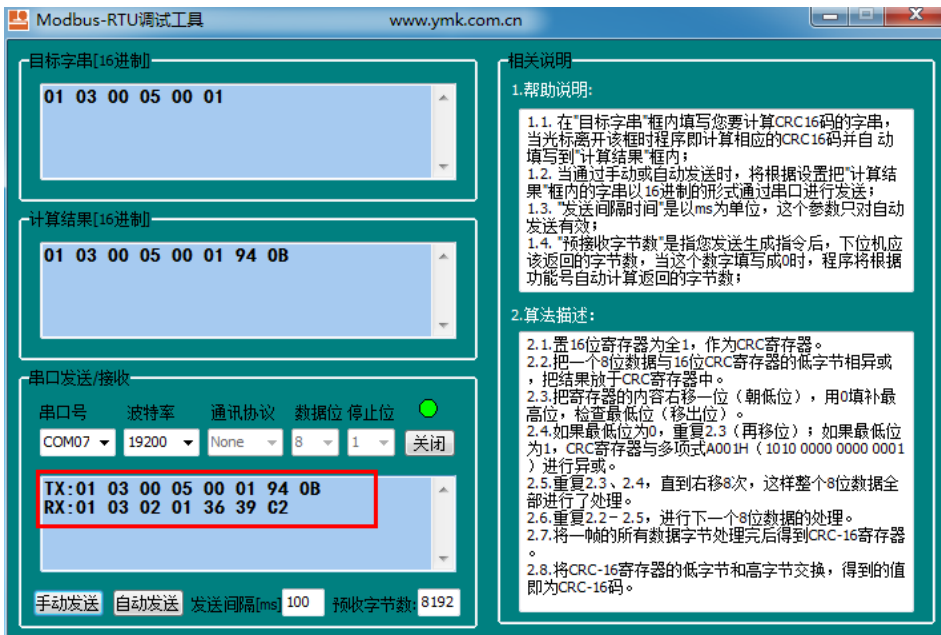 Modbus-RTU调试工具 www.ymk.com.cn
目标字串[16进制]
01 03 00 05 00 01
计算结果[16进制]
01 03 00 05 00 01 94 0B
串口发送/接收
串口号 波特率 通讯协议 数据位 停止位
COM07 19200 None 8 1 关闭
TX:01 03 00 05 00 01 94 0B
RX:01 03 02 01 36 39 C2
手动发送 自动发送 发送间隔[ms] 100 预收字节数: 8192
相关说明
1.帮助说明:
1.1. 在"目标字串"框内填写您要计算CRC16码的字串，
当光标离开该框时程序即计算相应的CRC16码并自 动
填写到"计算结果"框内；
1.2. 当通过手动或自动发送时，将根据设置把"计算结
果"框内的字串以16进制的形式通过串口进行发送；
1.3. "发送间隔时间"是以ms为单位，这个参数只对自动
发送有效；
1.4. "预接收字节数"是指您发送生成指令后，下位机应
该返回的字节数，当这个数字填写成0时，程序将根据
功能号自动计算返回的字节数；
2.算法描述：
2.1.置16位寄存器为全1，作为CRC寄存器。
2.2.把一个8位数据与16位CRC寄存器的低字节相异或
，把结果放于CRC寄存器中。
2.3.把寄存器的内容右移一位（朝低位），用0填补最
高位，检查最低位（移出位）。
2.4.如果最低位为0，重复2.3（再移位）；如果最低位
为1，CRC寄存器与多项式A001H（1010 0000 0000 0001
）进行异或。
2.5.重复2.3、2.4，直到右移8次，这样整个8位数据全
部进行了处理。
2.6.重复2.2－2.5，进行下一个8位数据的处理。
2.7.将一帧的所有数据字节处理完后得到CRC-16寄存器
。
2.8.将CRC-16寄存器的低字节和高字节交换，得到的值
即为CRC-16码。